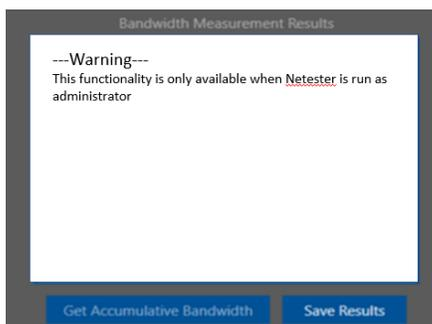 Bandwidth Measurement Results
---Warning---
This functionality is only available when Netester is run as
administrator
Get Accumulative Bandwidth
Save Results